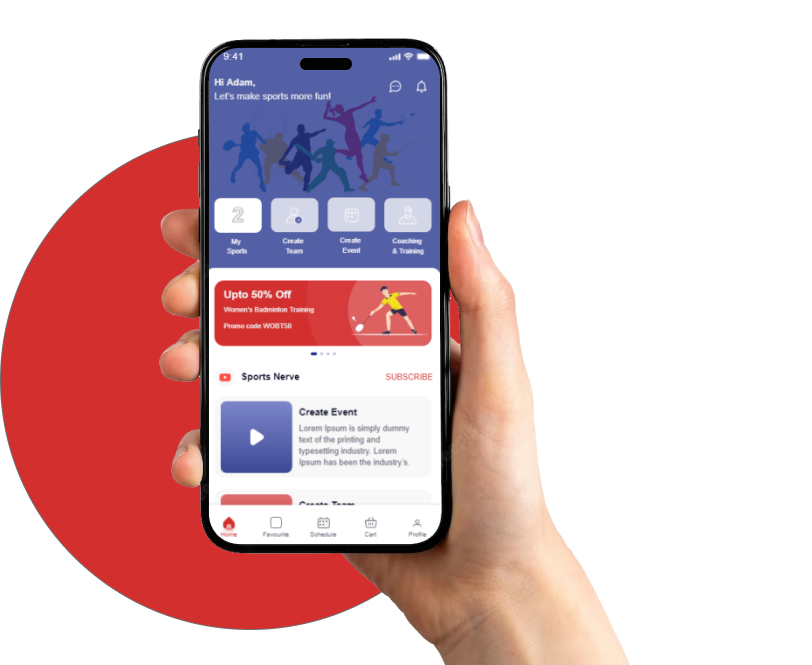 9:41
Hi Adam,
Let's make sports more fun!
2
My
Sports
Create
Team
Create
Event
Coaching
& Training
Upto 50% Off
Women's Badminton Training
Promo code WOBT50
Sports Nerve
SUBSCRIBE
Create Event
Lorem Ipsum is simply dummy
text of the printing and
typesetting industry. Lorem
Ipsum has been the industry's.
Create Team
Home
Favourite
Schedule
Cart
Profile